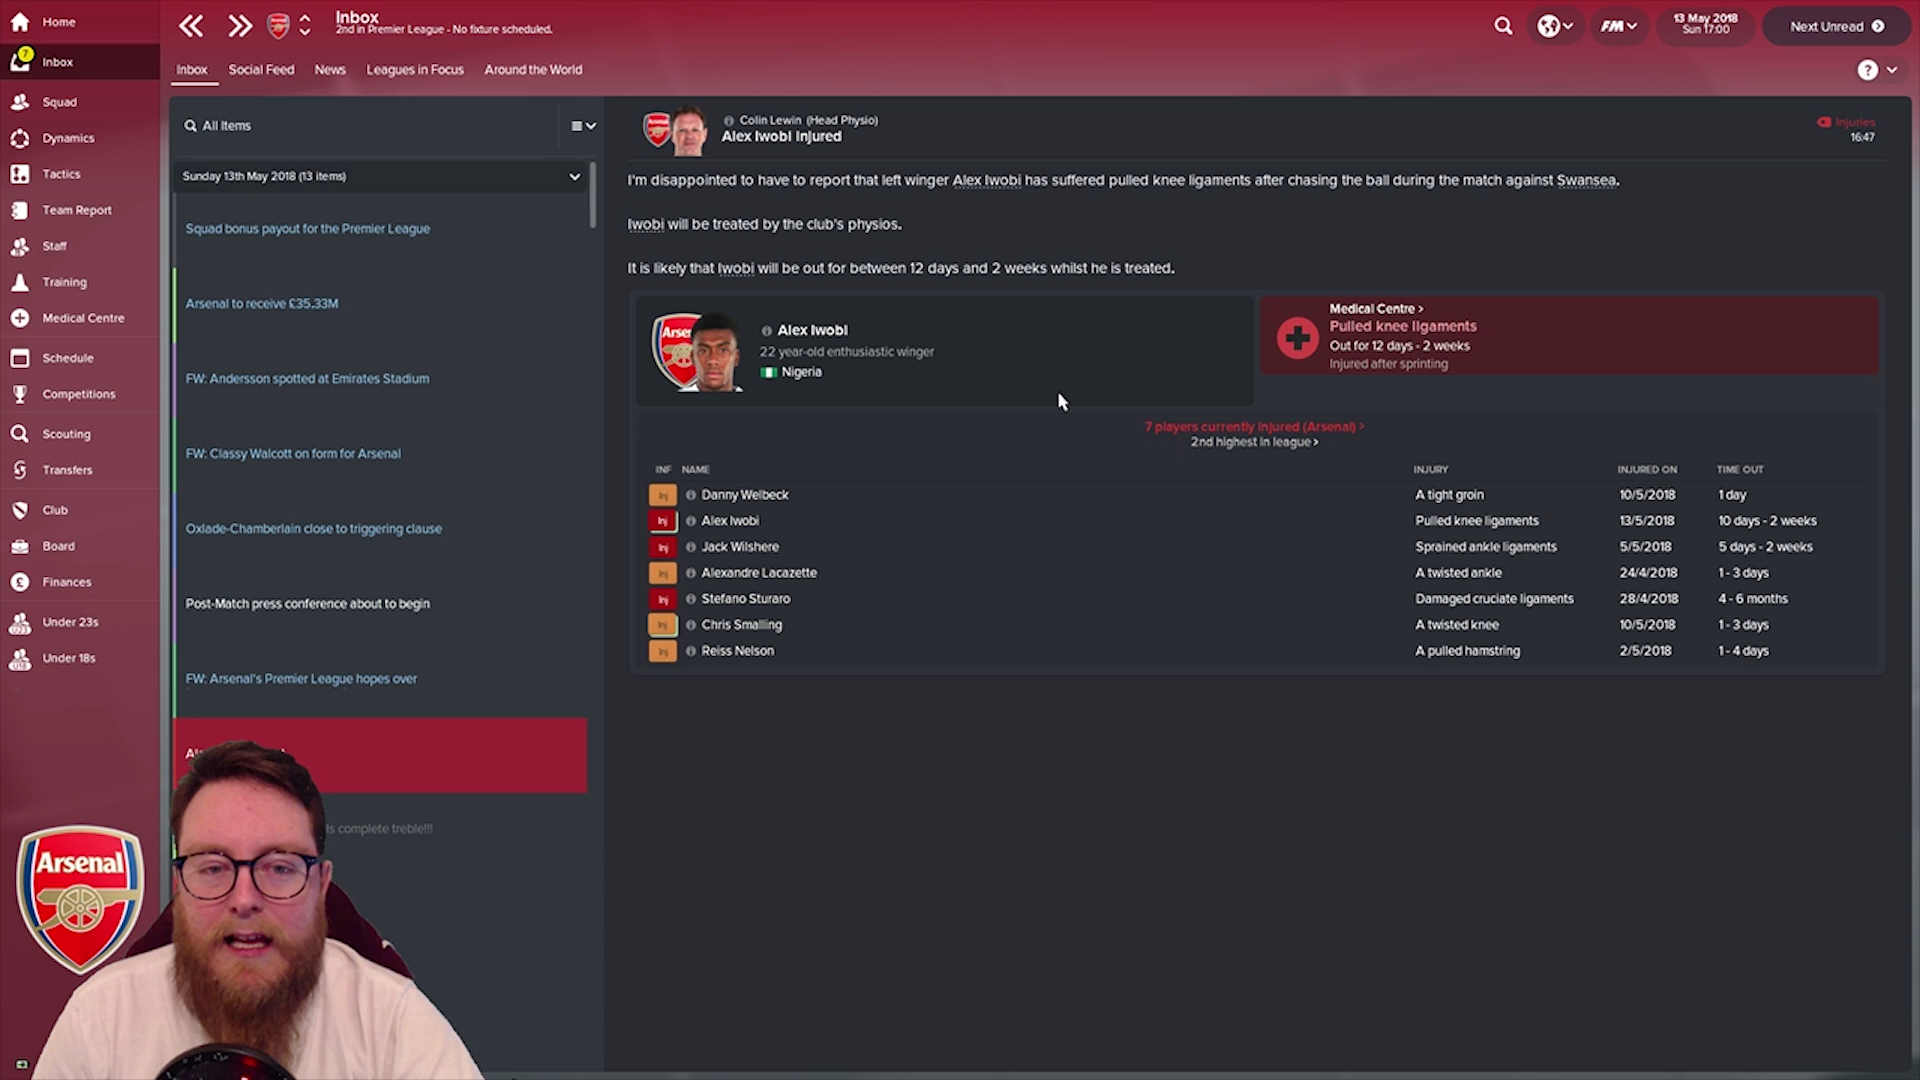 Home
7
Inbox
Squad
Dynamics
Tactics
Team Report
Staff
Training
Medical Centre
Schedule
Competitions
Scouting
Transfers
Club
Board
Finances
Under 23s
Under 18s
Arsenal
Inbox
2nd in Premier League - No fixture scheduled.
FM
13 May 2018
Sun 17:00
Next Unread
Inbox Social Feed News Leagues in Focus Around the World
?
All Items
Sunday 13th May 2018 (13 items)
Squad bonus payout for the Premier League
Arsenal to receive £35.33M
FW: Andersson spotted at Emirates Stadium
FW: Classy Walcott on form for Arsenal
Oxlade-Chamberlain close to triggering clause
Post-Match press conference about to begin
FW: Arsenal's Premier League hopes over
complete treble!!!
Colin Lewin (Head Physio)
Alex Iwobi Injured
Injuries
16:47
I'm disappointed to have to report that left winger Alex Iwobi has suffered pulled knee ligaments after chasing the ball during the match against Swansea.
Iwobi will be treated by the club's physios.
It is likely that Iwobi will be out for between 12 days and 2 weeks whilst he is treated.
Alex Iwobi
22 year-old enthusiastic winger
Nigeria
Medical Centre >
Pulled knee ligaments
Out for 12 days - 2 weeks
Injured after sprinting
7 players currently injured (Arsenal) >
2nd highest in league >
INF NAME INJURY INJURED ON TIME OUT
Inj Danny Welbeck A tight groin 10/5/2018 1 day
Inj Alex Iwobi Pulled knee ligaments 13/5/2018 10 days - 2 weeks
Inj Jack Wilshere Sprained ankle ligaments 5/5/2018 5 days - 2 weeks
Inj Alexandre Lacazette A twisted ankle 24/4/2018 1 - 3 days
Inj Stefano Sturaro Damaged cruciate ligaments 28/4/2018 4 - 6 months
Inj Chris Smalling A twisted knee 10/5/2018 1 - 3 days
Inj Reiss Nelson A pulled hamstring 2/5/2018 1 - 4 days